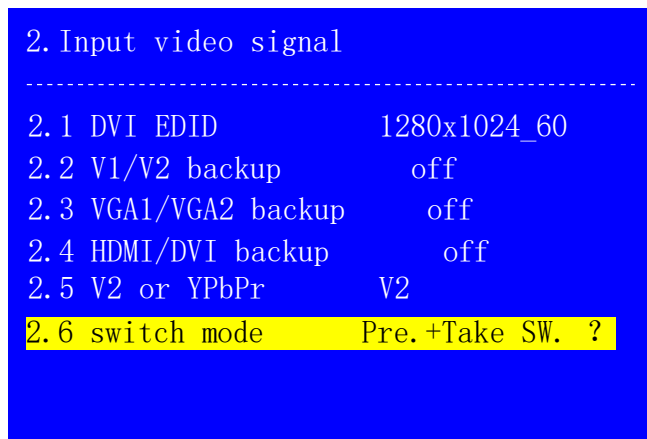 2.Input video signal
2.1 DVI EDID 1280x1024_60
2.2 V1/V2 backup off
2.3 VGA1/VGA2 backup off
2.4 HDMI/DVI backup off
2.5 V2 or YPbPr V2
2.6 switch mode Pre.+Take SW. ?